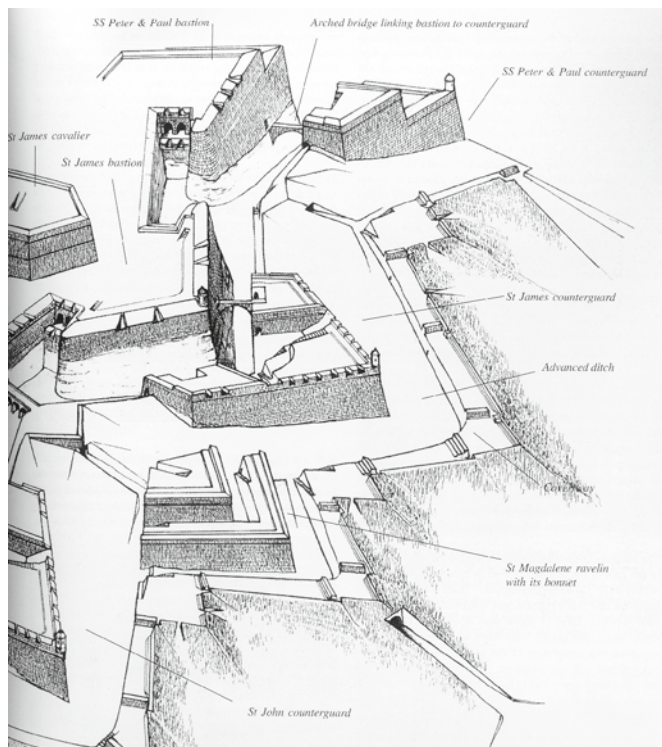 SS Peter & Paul bastion
Arched bridge linking bastion to counterguard
SS Peter & Paul counterguard
St James cavalier
St James bastion
St James counterguard
Advanced ditch
Covertway
St Magdalene ravelin
with its bonnet
St John counterguard